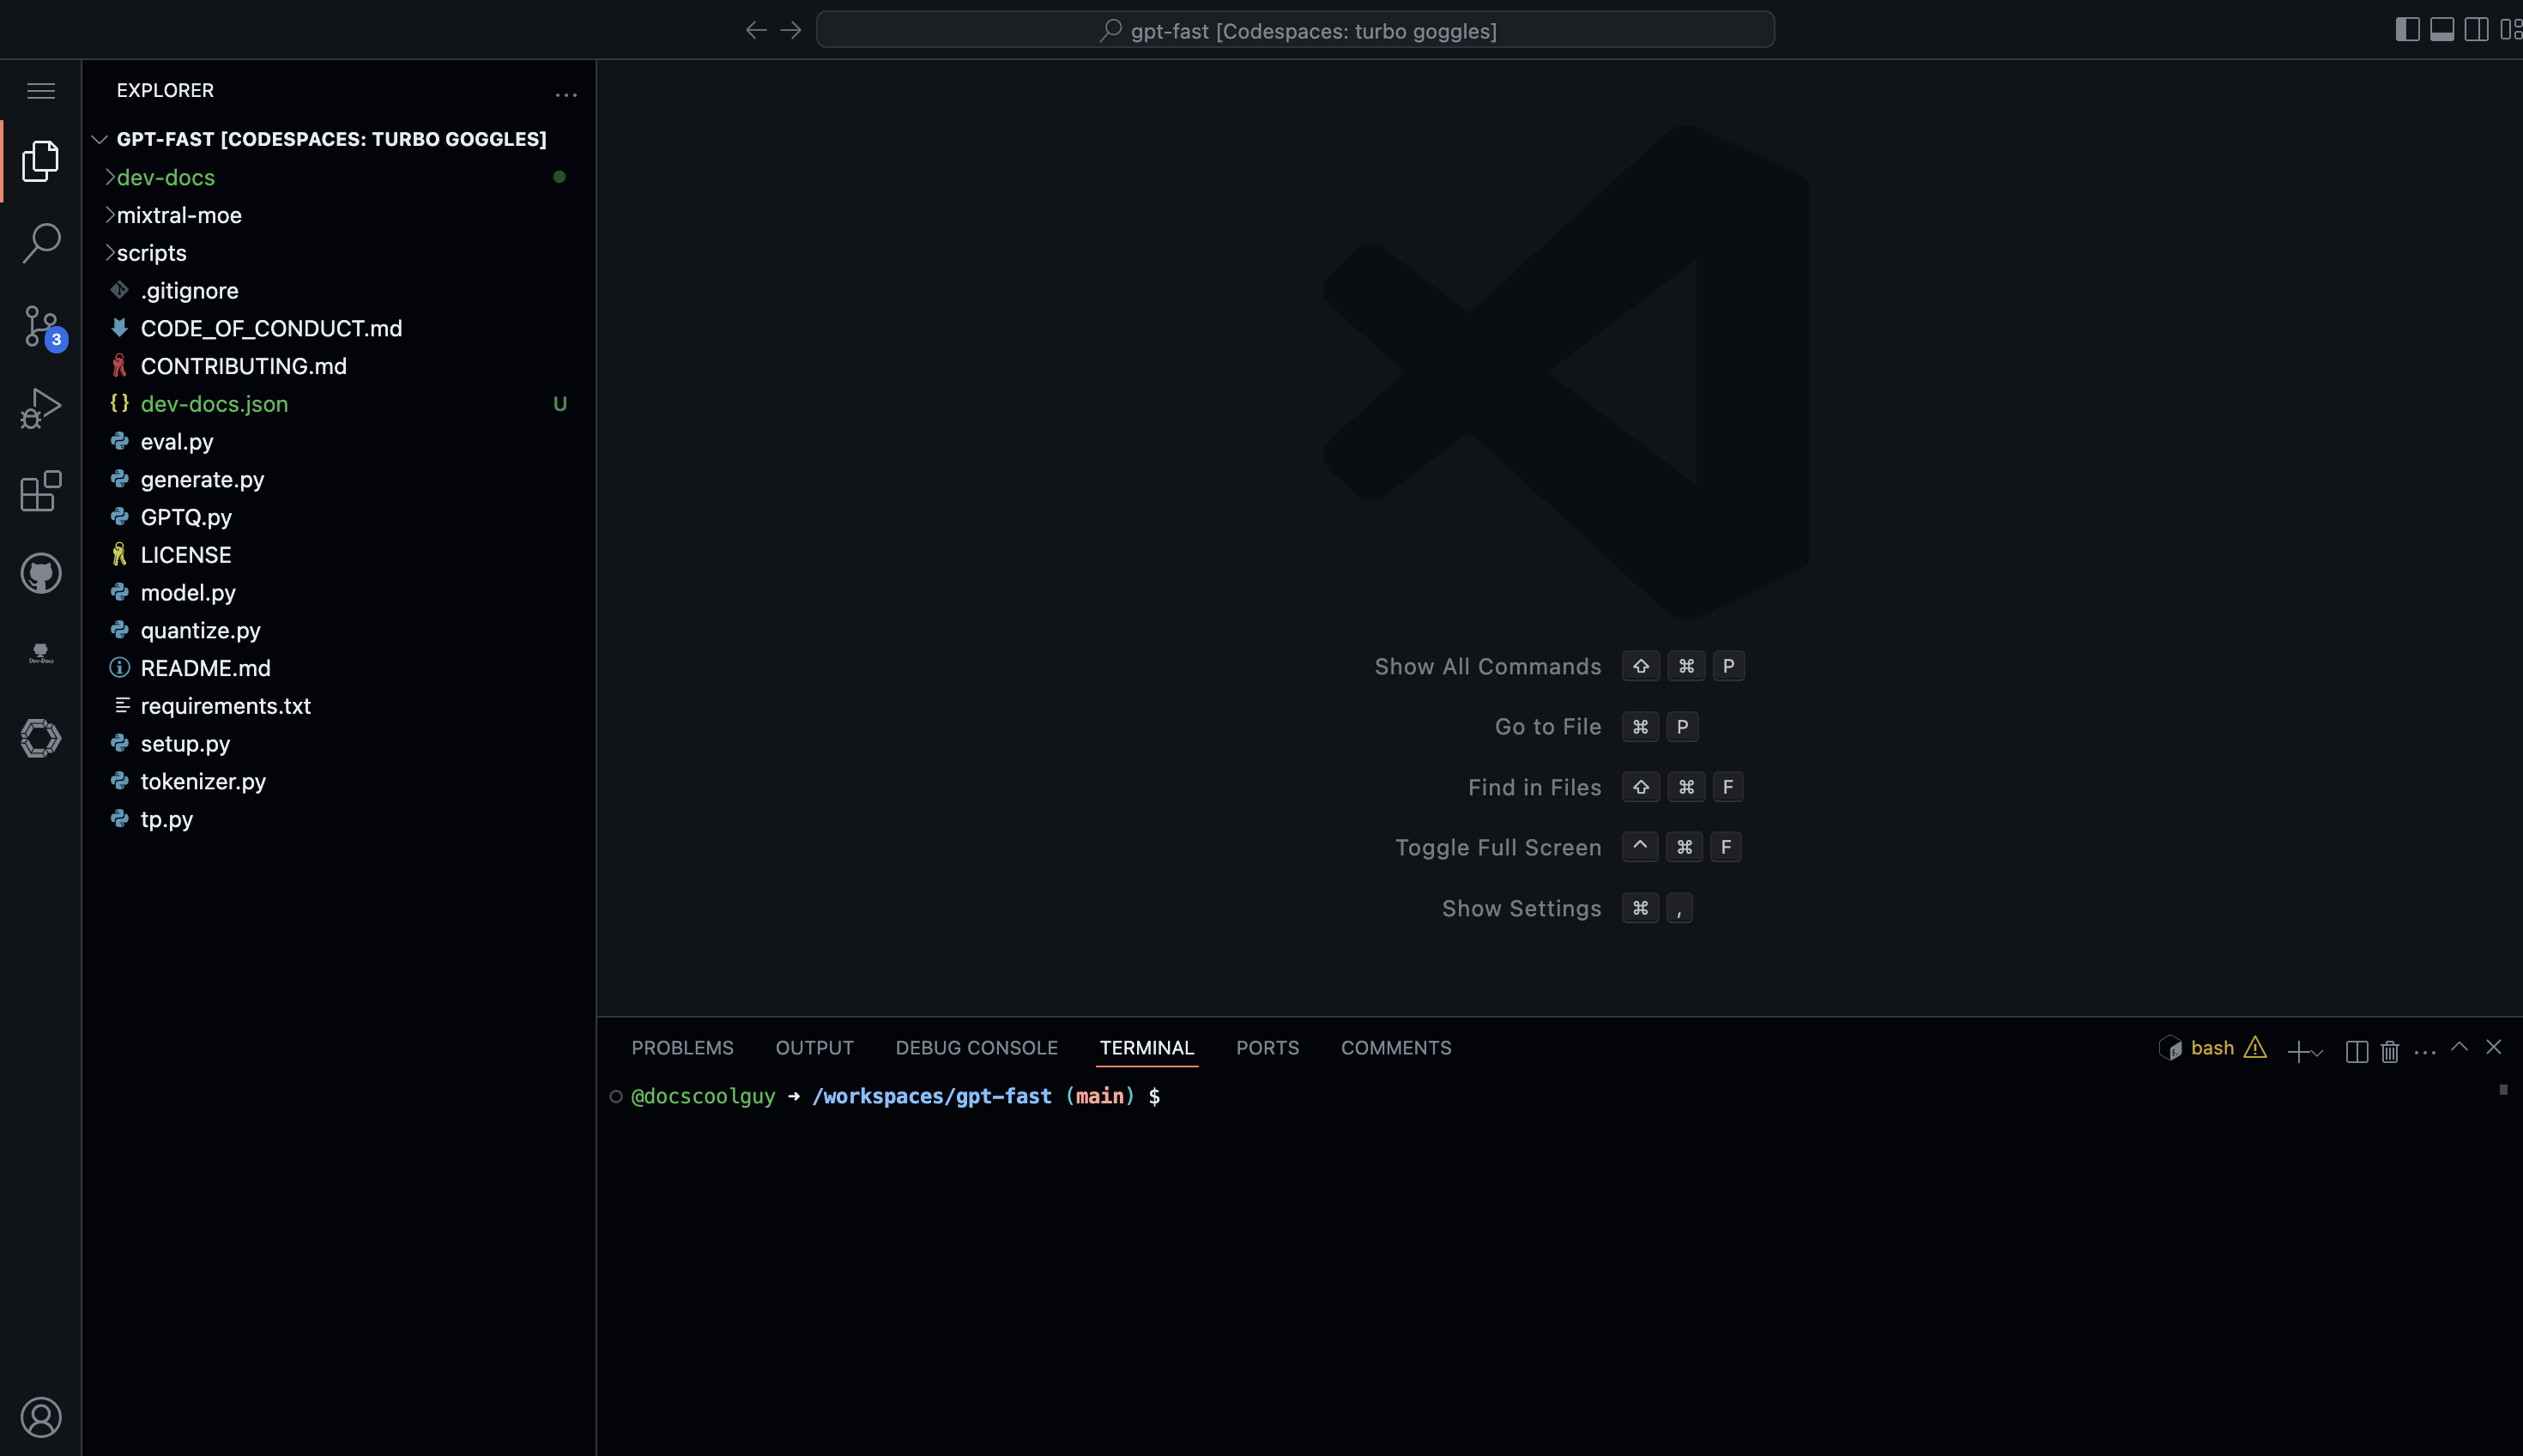 gpt-fast [Codespaces: turbo goggles]
EXPLORER
GPT-FAST [CODESPACES: TURBO GOGGLES]
dev-docs
mixtral-moe
scripts
.gitignore
CODE_OF_CONDUCT.md
3
CONTRIBUTING.md
dev-docs.json U
eval.py
generate.py
GPTQ.py
LICENSE
model.py
quantize.py
Dev-Docs
README.md
requirements.txt
setup.py
tokenizer.py
tp.py
Show All Commands ⇧ ⌘ P
Go to File ⌘ P
Find in Files ⇧ ⌘ F
Toggle Full Screen ^ ⌘ F
Show Settings ⌘ ,
PROBLEMS OUTPUT DEBUG CONSOLE TERMINAL PORTS COMMENTS bash
@docscoolguy ➜ /workspaces/gpt-fast (main) $